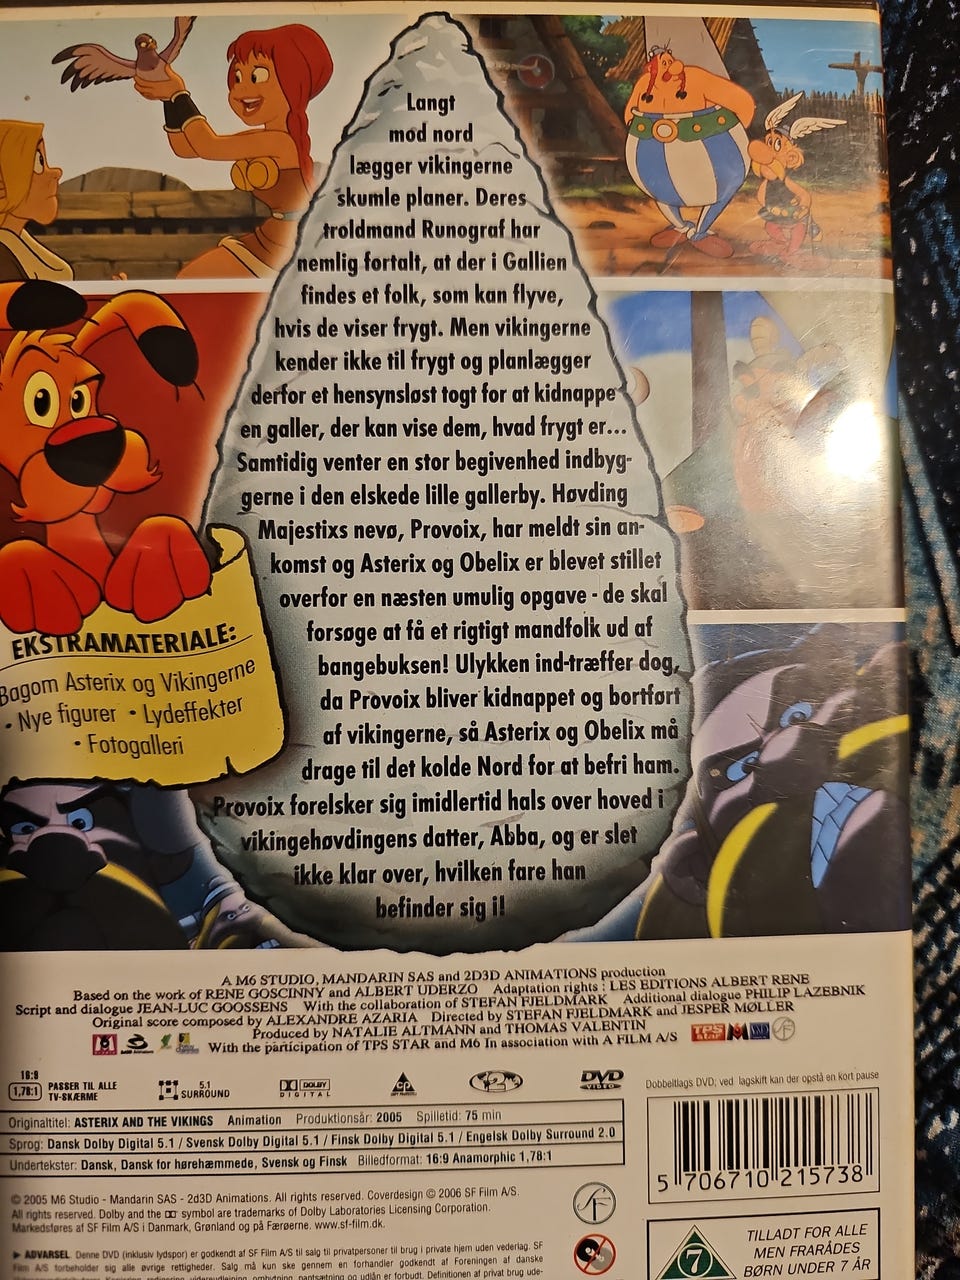 Langt
mod nord
lægger vikingerne
skumle planer. Deres
troldmand Runograf har
nemlig fortalt, at der i Gallien
findes et folk, som kan flyve,
hvis de viser frygt. Men vikingerne
kender ikke til frygt og planlægger
derfor et hensynsløst togt for at kidnappe
en galler, der kan vise dem, hvad frygt er...
Samtidig venter en stor begivenhed indbyg-
gerne i den elskede lille gallerby. Høvding
Majestixs nevø, Provoix, har meldt sin an-
komst og Asterix og Obelix er blevet stillet
overfor en næsten umulig opgave - de skal
forsøge at få et rigtigt mandfolk ud af
bangebuksen! Ulykken ind-træffer dog,
da Provoix bliver kidnappet og bortført
af vikingerne, så Asterix og Obelix må
drage til det kolde Nord for at befri ham.
Provoix forelsker sig imidlertid hals over hoved i
vikingehøvdingens datter, Abba, og er slet
ikke klar over, hvilken fare han
befinder sig i!
EKSTRAMATERIALE:
Bagom Asterix og Vikingerne
• Nye figurer • Lydeffekter
• Fotogalleri
A M6 STUDIO, MANDARIN SAS and 2D3D ANIMATIONS production
Based on the work of RENE GOSCINNY and ALBERT UDERZO Adaptation rights : LES EDITIONS ALBERT RENE
Script and dialogue JEAN-LUC GOOSSENS With the collaboration of STEFAN FJELDMARK Additional dialogue PHILIP LAZEBNIK
Original score composed by ALEXANDRE AZARIA Directed by STEFAN FJELDMARK and JESPER MØLLER
Produced by NATALIE ALTMANN and THOMAS VALENTIN
With the participation of TPS STAR and M6 In association with A FILM A/S
TPS star M
16:9
1,78:1
PASSER TIL ALLE
TV-SKÆRME
5.1
SURROUND
DOLBY
DIGITAL
CP
2
DVD
VIDEO
Dobbeltlags DVD; ved lagskift kan der opstå en kort pause
Originaltitel: ASTERIX AND THE VIKINGS Animation Produktionsår: 2005 Spilletid: 75 min
Sprog: Dansk Dolby Digital 5.1 / Svensk Dolby Digital 5.1 / Finsk Dolby Digital 5.1 / Engelsk Dolby Surround 2.0
Undertekster: Dansk, Dansk for hørehæmmede, Svensk og Finsk Billedformat: 16:9 Anamorphic 1,78:1
5 706710 215738
© 2005 M6 Studio - Mandarin SAS - 2d3D Animations. All rights reserved. Coverdesign © 2006 SF Film A/S.
All rights reserved. Dolby and the symbol are trademarks of Dolby Laboratories Licensing Corporation.
Markedsføres af SF Film A/S i Danmark, Grønland og på Færøerne. www.sf-film.dk.
SF
ADVARSEL. Denne DVD (inklusiv lydspor) er godkendt af SF Film A/S til salg til privatpersoner til brug i private hjem uden vederlag. SF
Film A/S forbeholder sig alle øvrige rettigheder. Salg må kun ske gennem en forhandler godkendt af Foreningen af danske
7
TILLADT FOR ALLE
MEN FRARÅDES
BØRN UNDER 7 ÅR